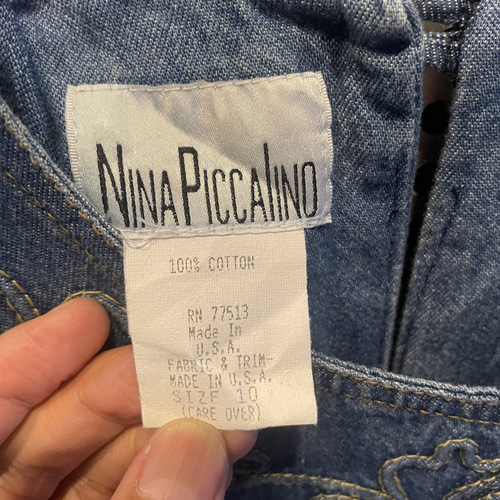 NINA PICCALINO
100% COTTON
RN 77513
Made In
U.S.A.
FABRIC & TRIM-
MADE IN U.S.A.
SIZE 10
(CARE OVER)